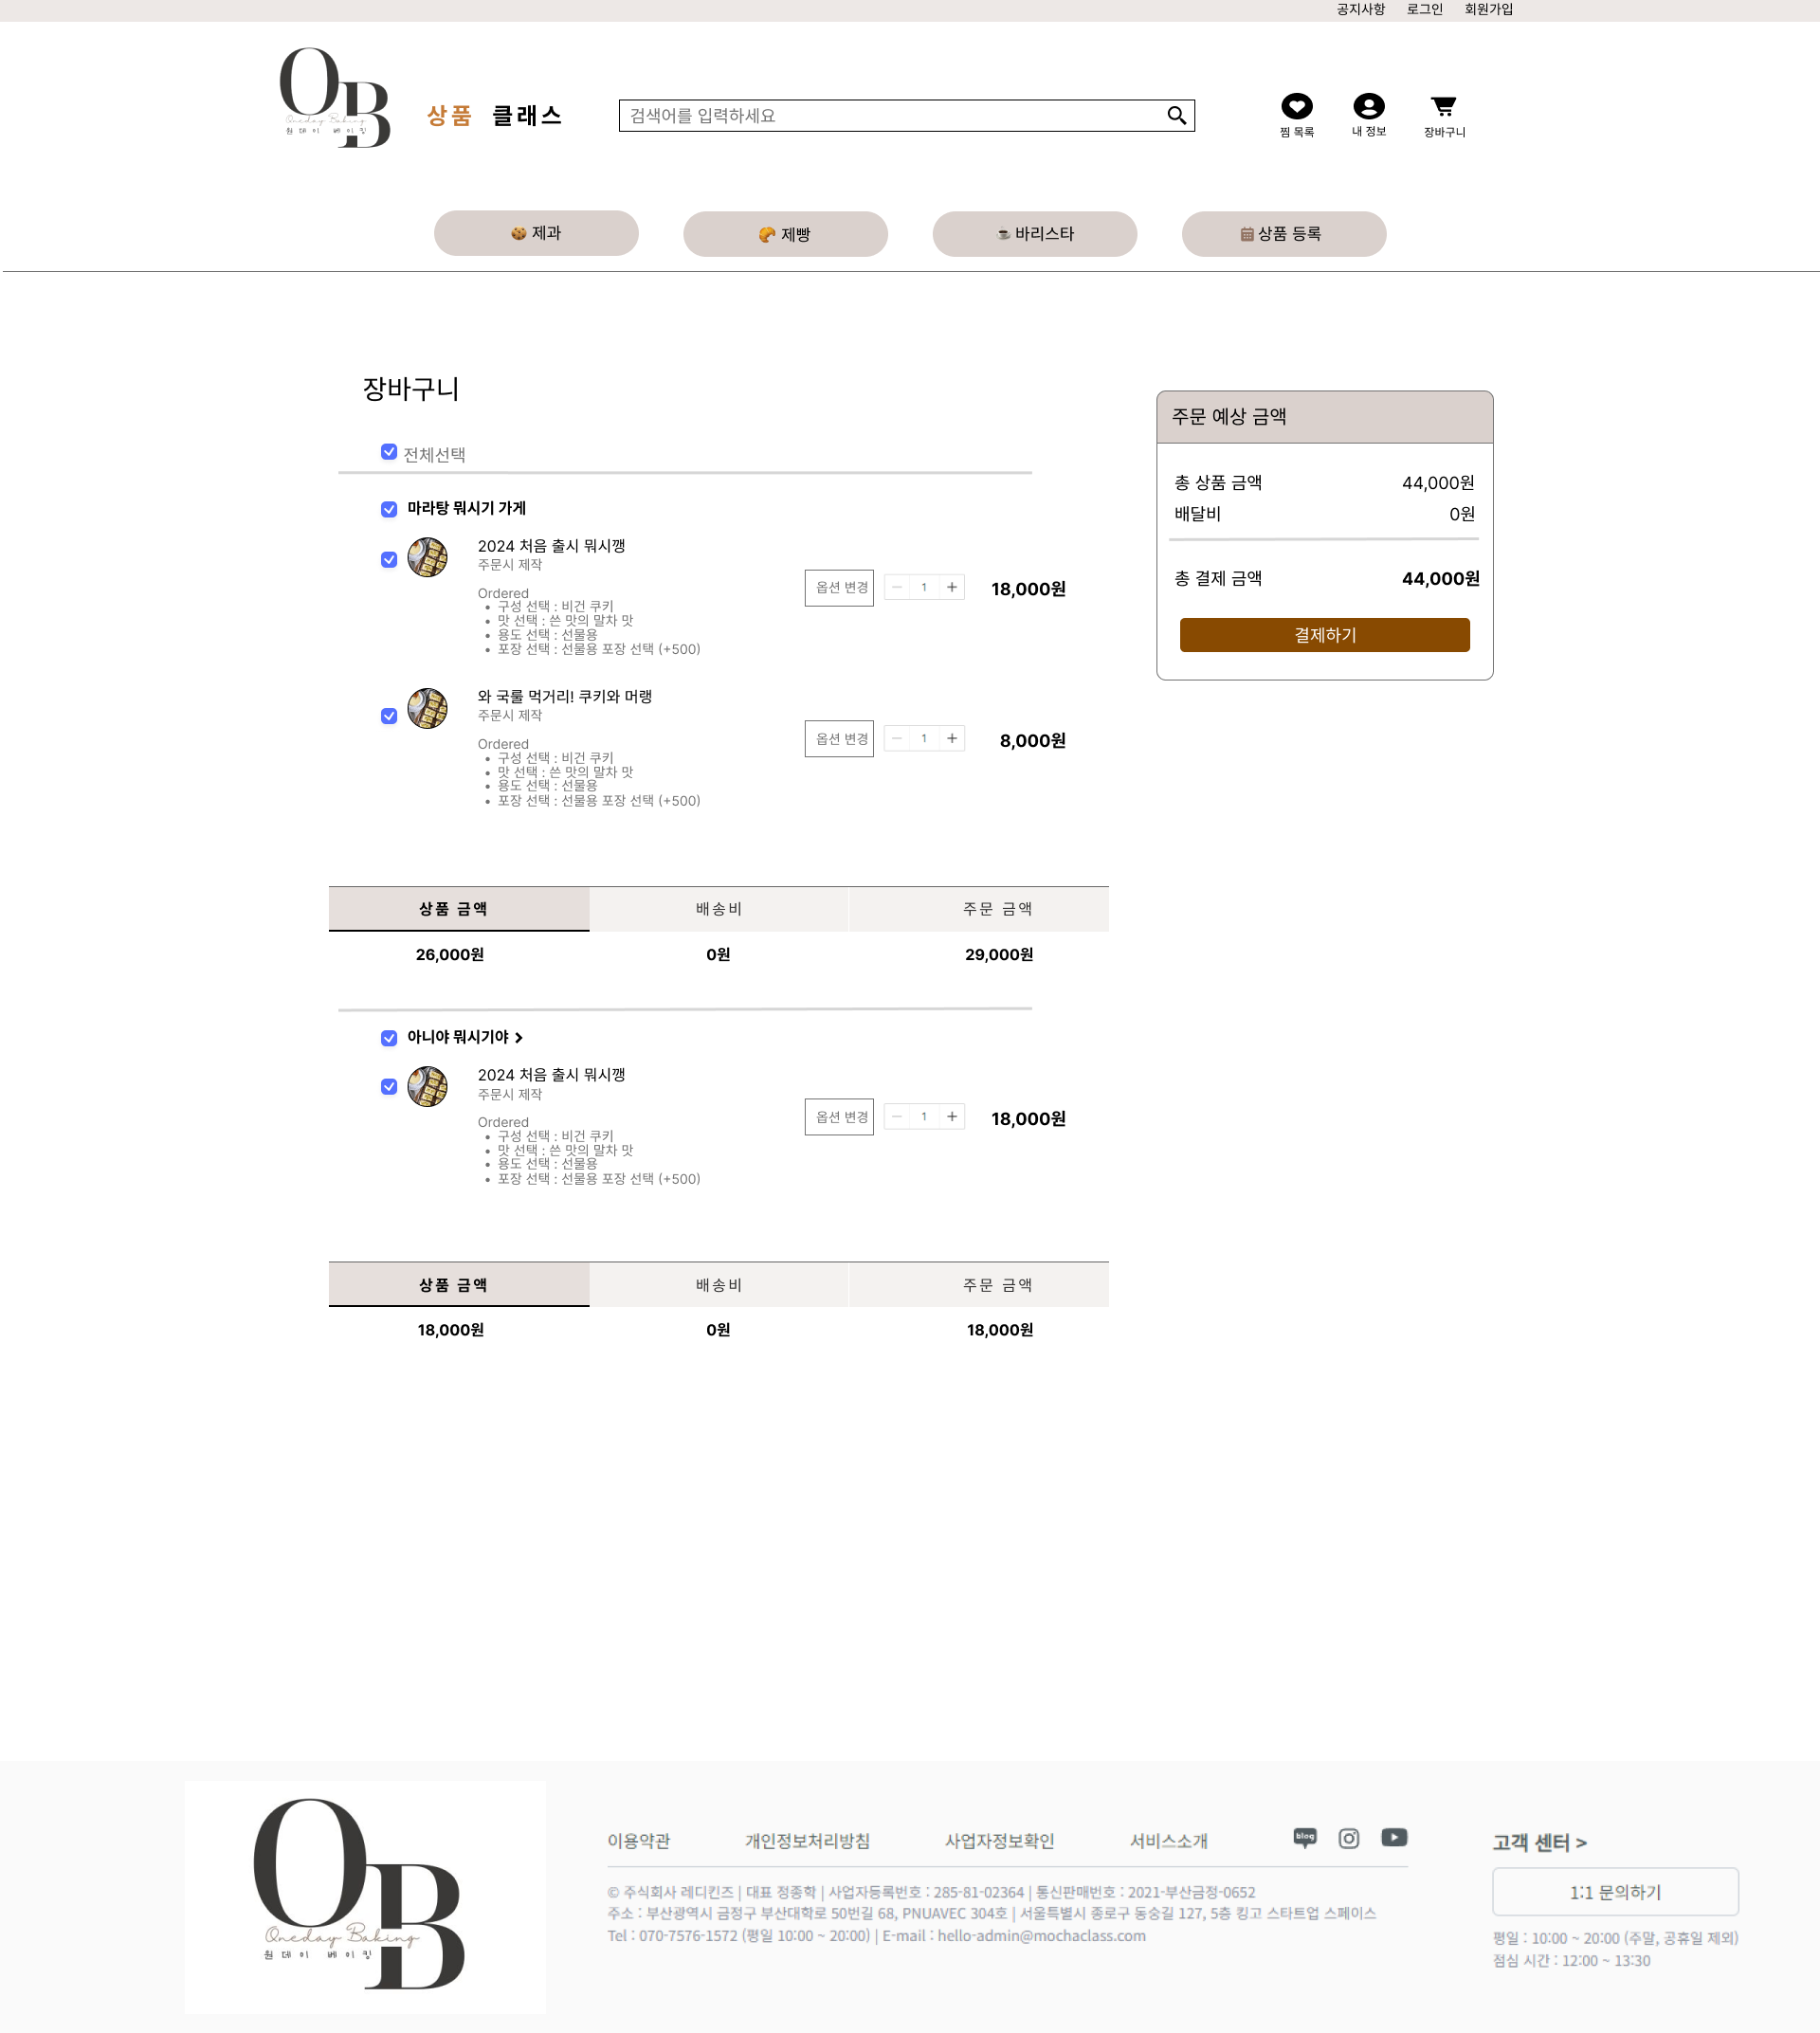 공지사항 로그인 회원가입
OB
Oneday Baking
원데이 베이킹
상품 클래스
검색어를 입력하세요
찜 목록 내 정보 장바구니
제과 제빵 바리스타 상품 등록
장바구니
전체선택
마라탕 뭐시기 가게
2024 처음 출시 뭐시깽
주문시 제작
Ordered
• 구성 선택 : 비건 쿠키
• 맛 선택 : 쓴 맛의 말차 맛
• 용도 선택 : 선물용
• 포장 선택 : 선물용 포장 선택 (+500)
옵션 변경 − 1 + 18,000원
와 국룰 먹거리! 쿠키와 머랭
주문시 제작
Ordered
• 구성 선택 : 비건 쿠키
• 맛 선택 : 쓴 맛의 말차 맛
• 용도 선택 : 선물용
• 포장 선택 : 선물용 포장 선택 (+500)
옵션 변경 − 1 + 8,000원
상품 금액 배송비 주문 금액
26,000원 0원 29,000원
아니야 뭐시기야 >
2024 처음 출시 뭐시깽
주문시 제작
Ordered
• 구성 선택 : 비건 쿠키
• 맛 선택 : 쓴 맛의 말차 맛
• 용도 선택 : 선물용
• 포장 선택 : 선물용 포장 선택 (+500)
옵션 변경 − 1 + 18,000원
상품 금액 배송비 주문 금액
18,000원 0원 18,000원
주문 예상 금액
총 상품 금액 44,000원
배달비 0원
총 결제 금액 44,000원
결제하기
OB
Oneday Baking
원데이 베이킹
이용약관 개인정보처리방침 사업자정보확인 서비스소개 blog
© 주식회사 레디킨즈 | 대표 정종학 | 사업자등록번호 : 285-81-02364 | 통신판매번호 : 2021-부산금정-0652
주소 : 부산광역시 금정구 부산대학로 50번길 68, PNUAVEC 304호 | 서울특별시 종로구 동숭길 127, 5층 킹고 스타트업 스페이스
Tel : 070-7576-1572 (평일 10:00 ~ 20:00) | E-mail : hello-admin@mochaclass.com
고객 센터 >
1:1 문의하기
평일 : 10:00 ~ 20:00 (주말, 공휴일 제외)
점심 시간 : 12:00 ~ 13:30